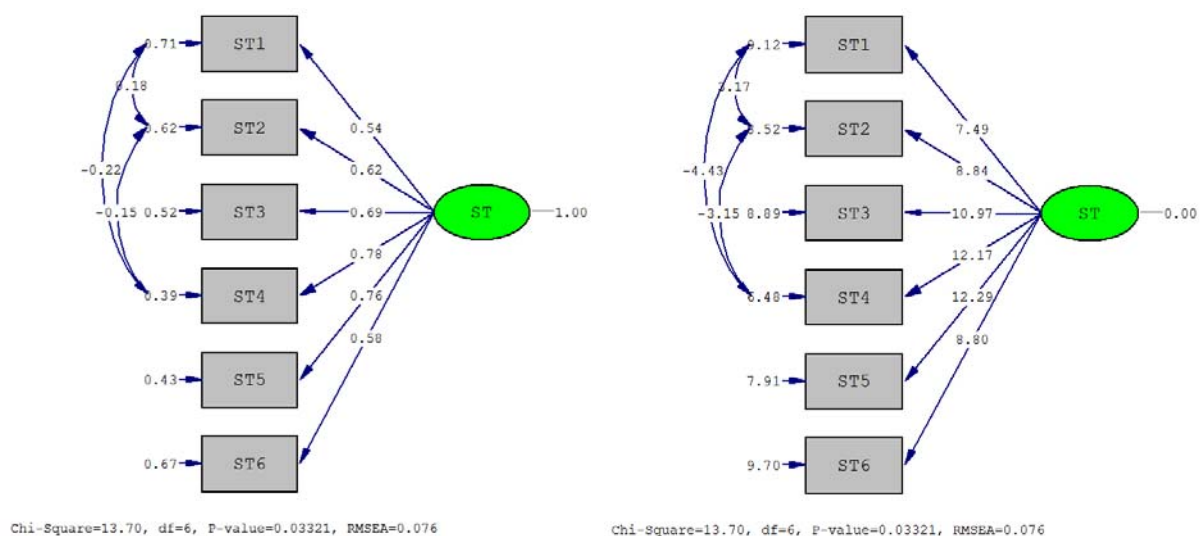 0.71 ST1
0.18
0.62 ST2 0.54
-0.22 0.62
-0.15 0.52 ST3 0.69 ST 1.00
0.78
0.39 ST4 0.76
0.58
0.43 ST5
0.67 ST6
Chi-Square=13.70, df=6, P-value=0.03321, RMSEA=0.076
9.12 ST1
3.17
ST2 7.49
-4.43 8.84
-3.15 8.89 ST3 10.97 ST 0.00
12.17
6.48 ST4 12.29
8.80
7.91 ST5
9.70 ST6
Chi-Square=13.70, df=6, P-value=0.03321, RMSEA=0.076